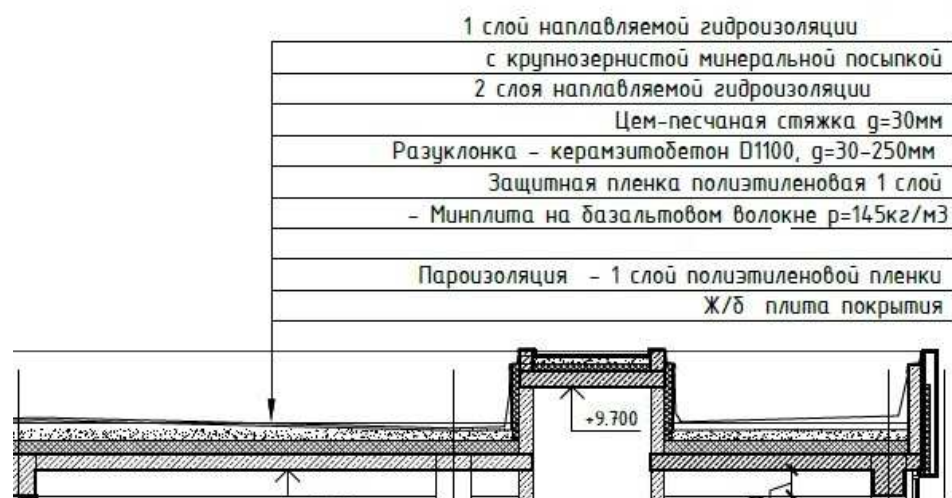 1 слой наплавляемой гидроизоляции
с крупнозернистой минеральной посыпкой
2 слоя наплавляемой гидроизоляции
Цем-песчаная стяжка g=30мм
Разуклонка - керамзитобетон D1100, g=30-250мм
Защитная пленка полиэтиленовая 1 слой
- Минплита на базальтовом волокне p=145кг/м3
Пароизоляция - 1 слой полиэтиленовой пленки
Ж/б плита покрытия
+9.700